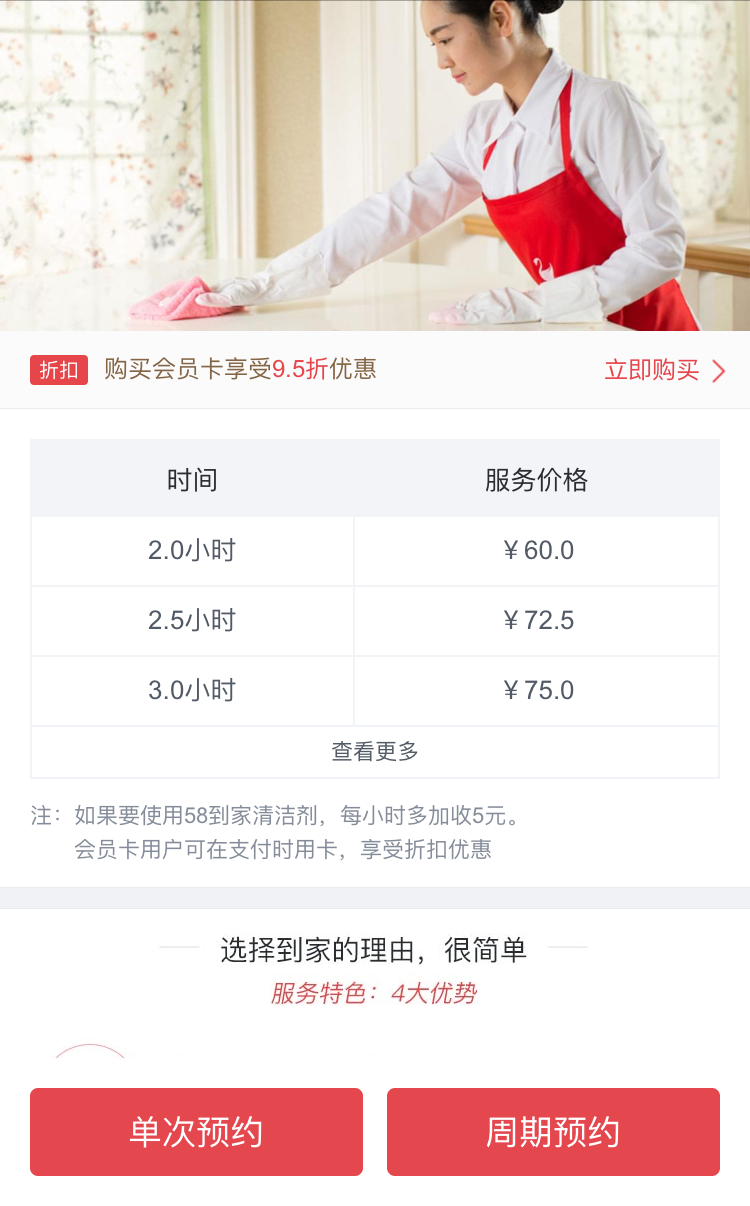 折扣 购买会员卡享受9.5折优惠 立即购买
时间 服务价格
2.0小时 ￥60.0
2.5小时 ￥72.5
3.0小时 ￥75.0
查看更多
注：如果要使用58到家清洁剂，每小时多加收5元。
会员卡用户可在支付时用卡，享受折扣优惠
选择到家的理由，很简单
服务特色：4大优势
单次预约 周期预约